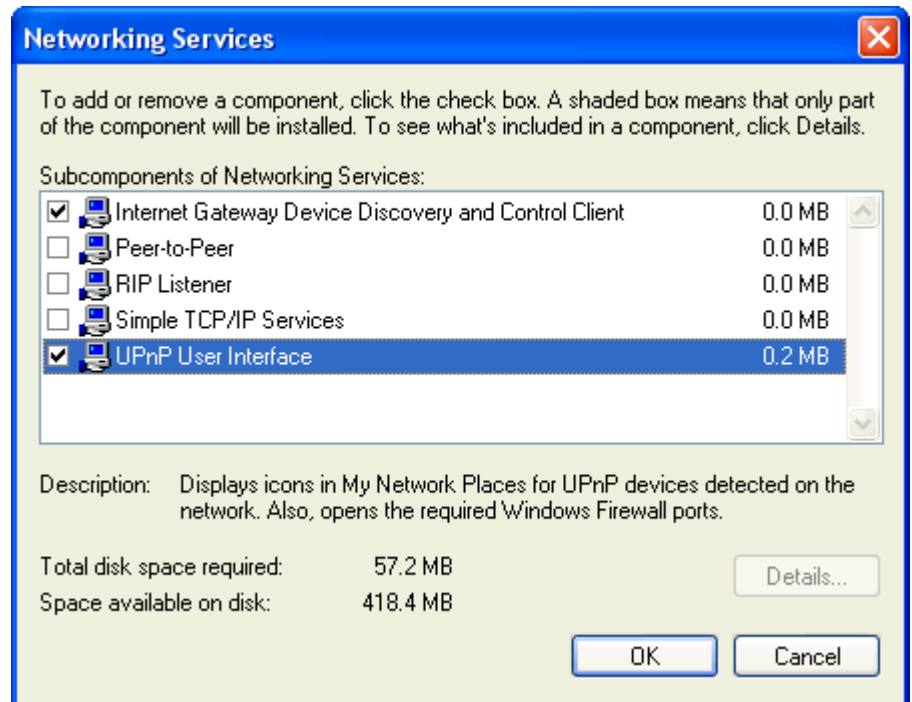 Networking Services
To add or remove a component, click the check box. A shaded box means that only part
of the component will be installed. To see what's included in a component, click Details.
Subcomponents of Networking Services:
Internet Gateway Device Discovery and Control Client 0.0 MB
Peer-to-Peer 0.0 MB
RIP Listener 0.0 MB
Simple TCP/IP Services 0.0 MB
UPnP User Interface 0.2 MB
Description: Displays icons in My Network Places for UPnP devices detected on the
network. Also, opens the required Windows Firewall ports.
Total disk space required: 57.2 MB
Space available on disk: 418.4 MB
Details...
OK Cancel